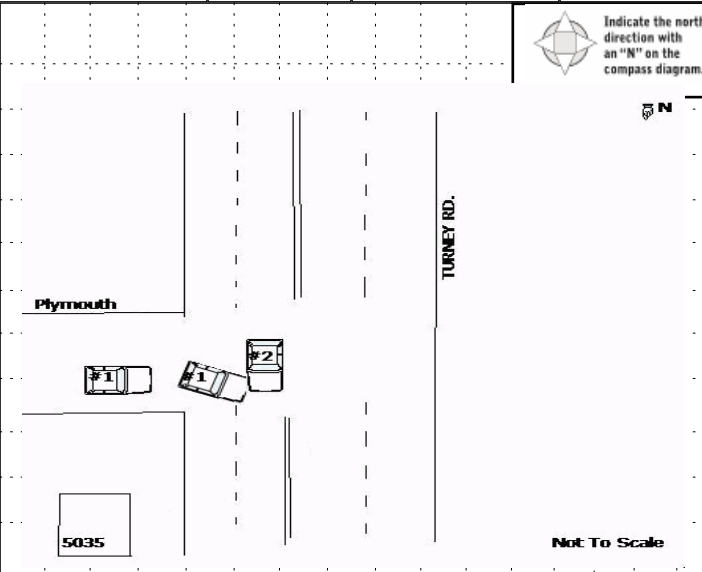 Indicate the north
direction with
an “N” on the
compass diagram.
N
TURNEY RD.
Plymouth
#2
#1
#1
5035
Not To Scale